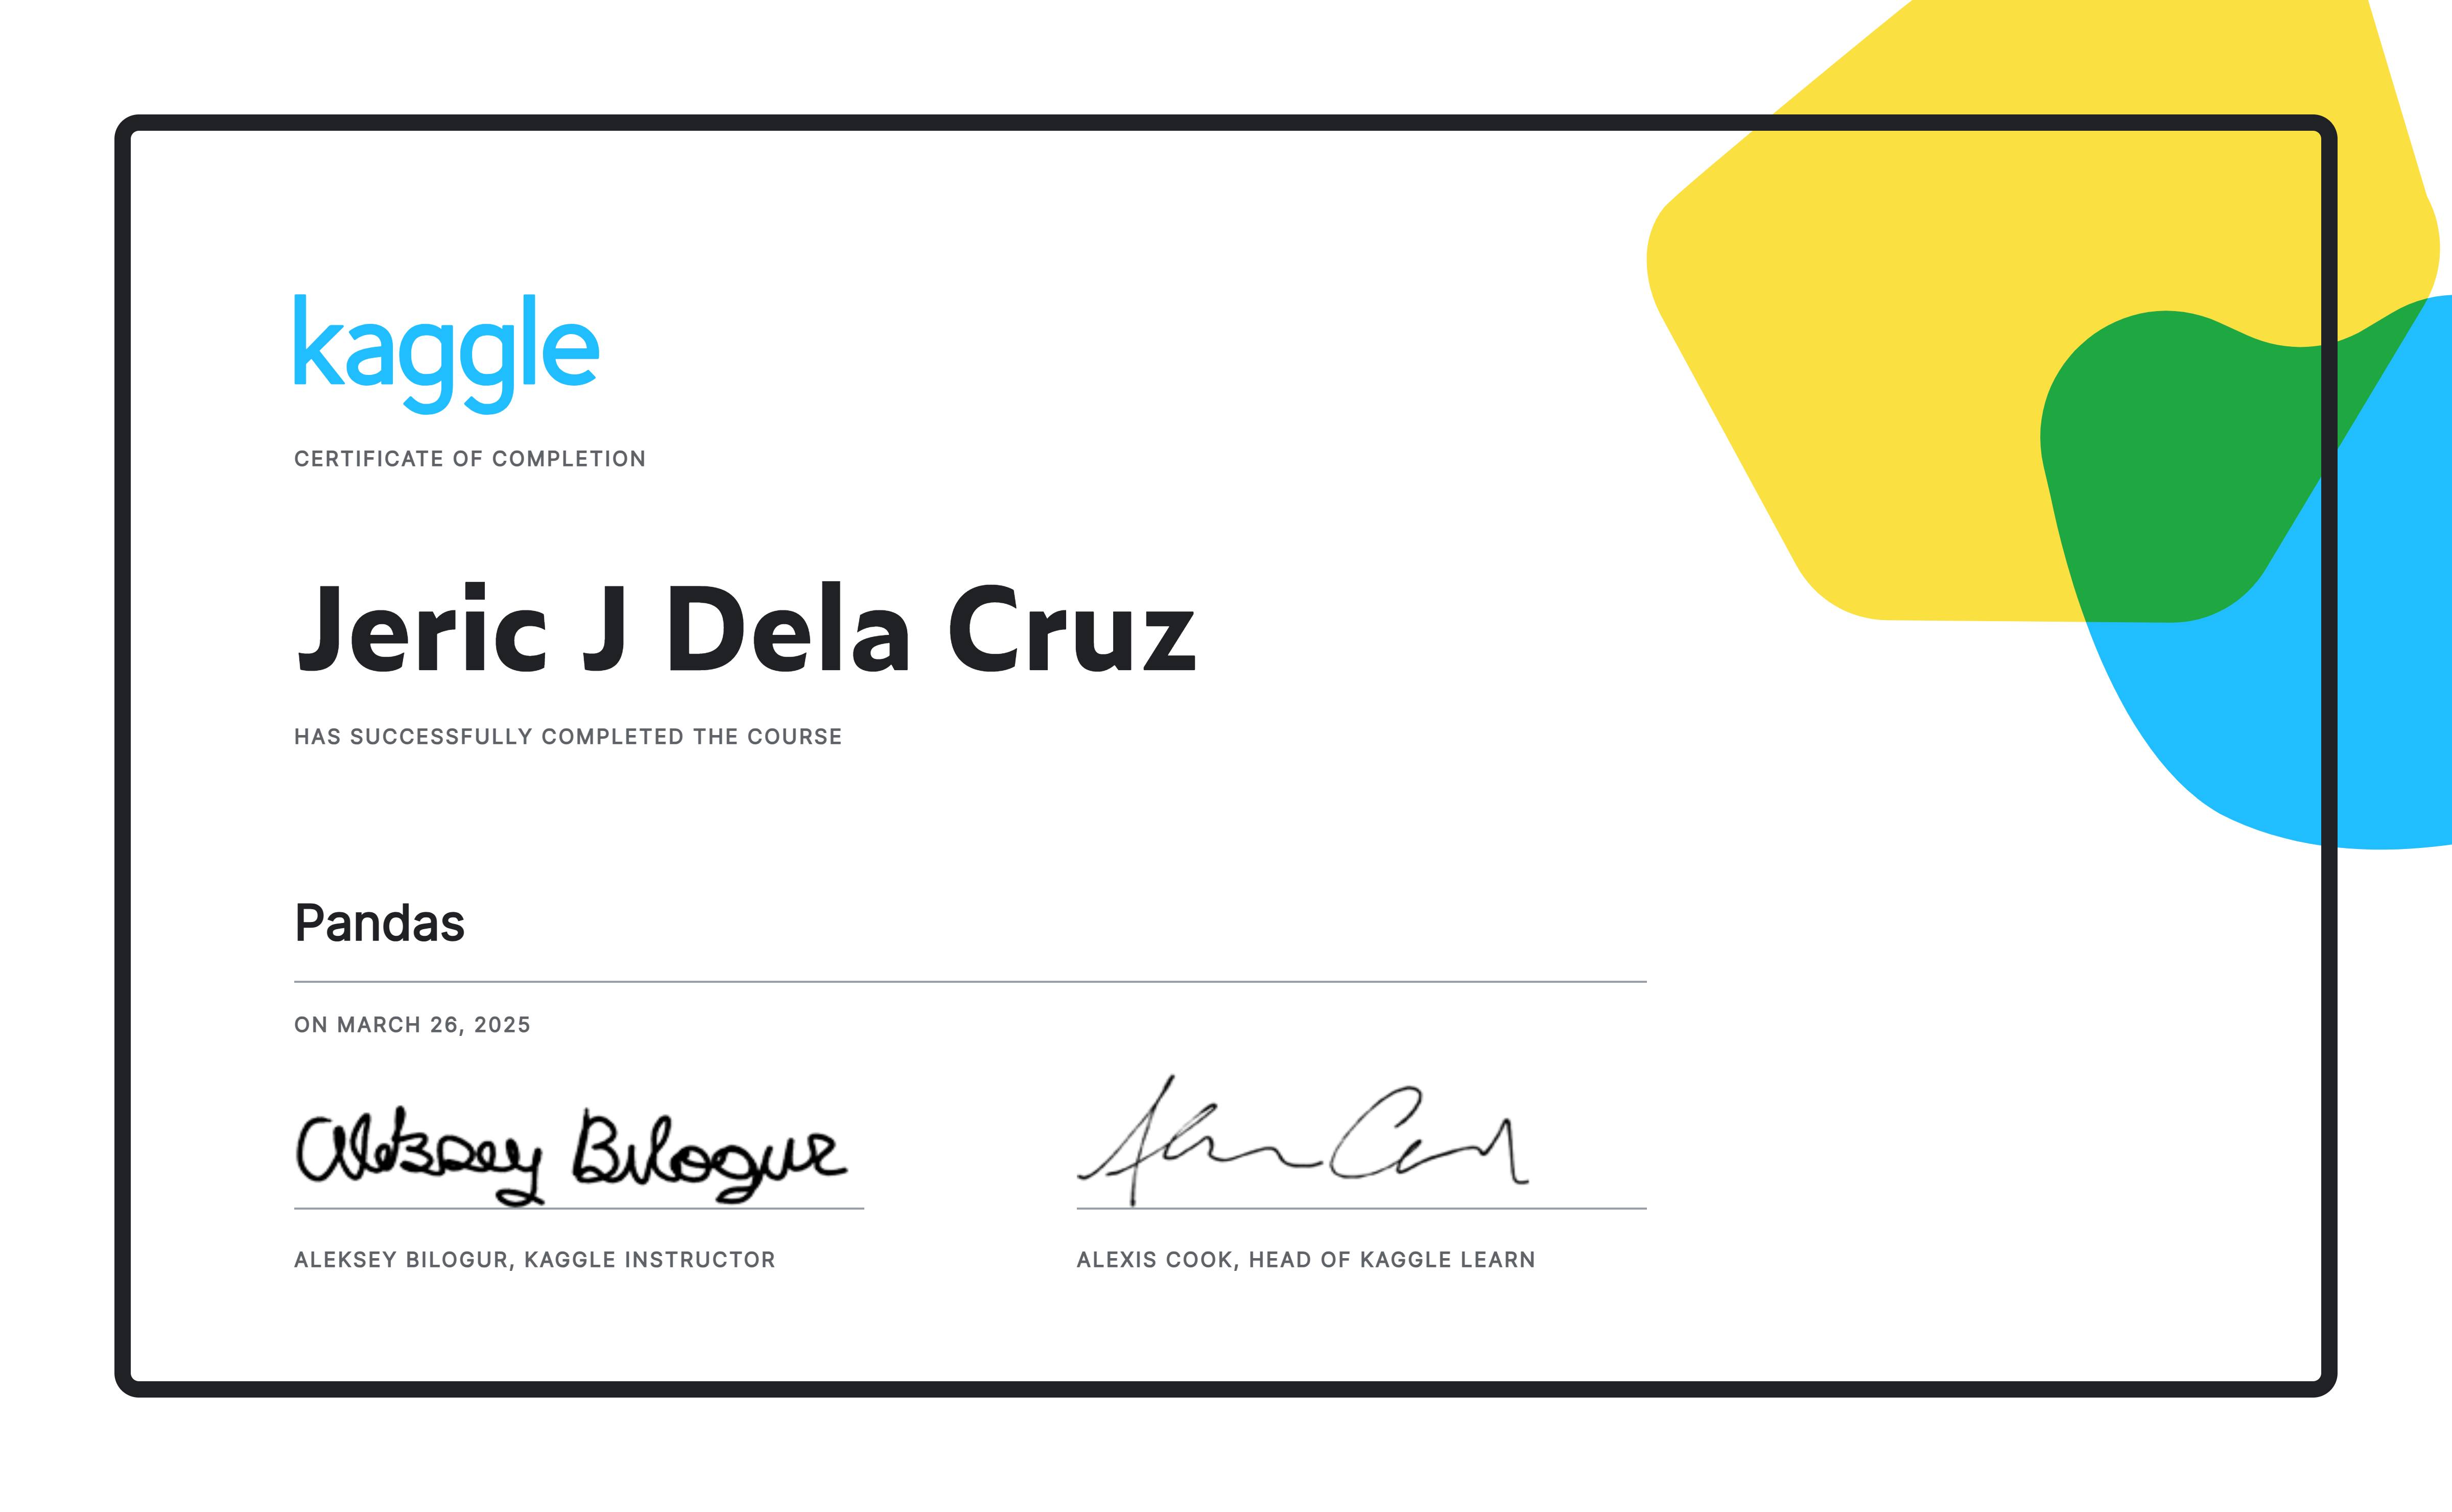 kaggle
CERTIFICATE OF COMPLETION
Jeric J Dela Cruz
HAS SUCCESSFULLY COMPLETED THE COURSE
Pandas
ON MARCH 26, 2025
Aleksey Bilogur
ALEKSEY BILOGUR, KAGGLE INSTRUCTOR
ALEXIS COOK, HEAD OF KAGGLE LEARN